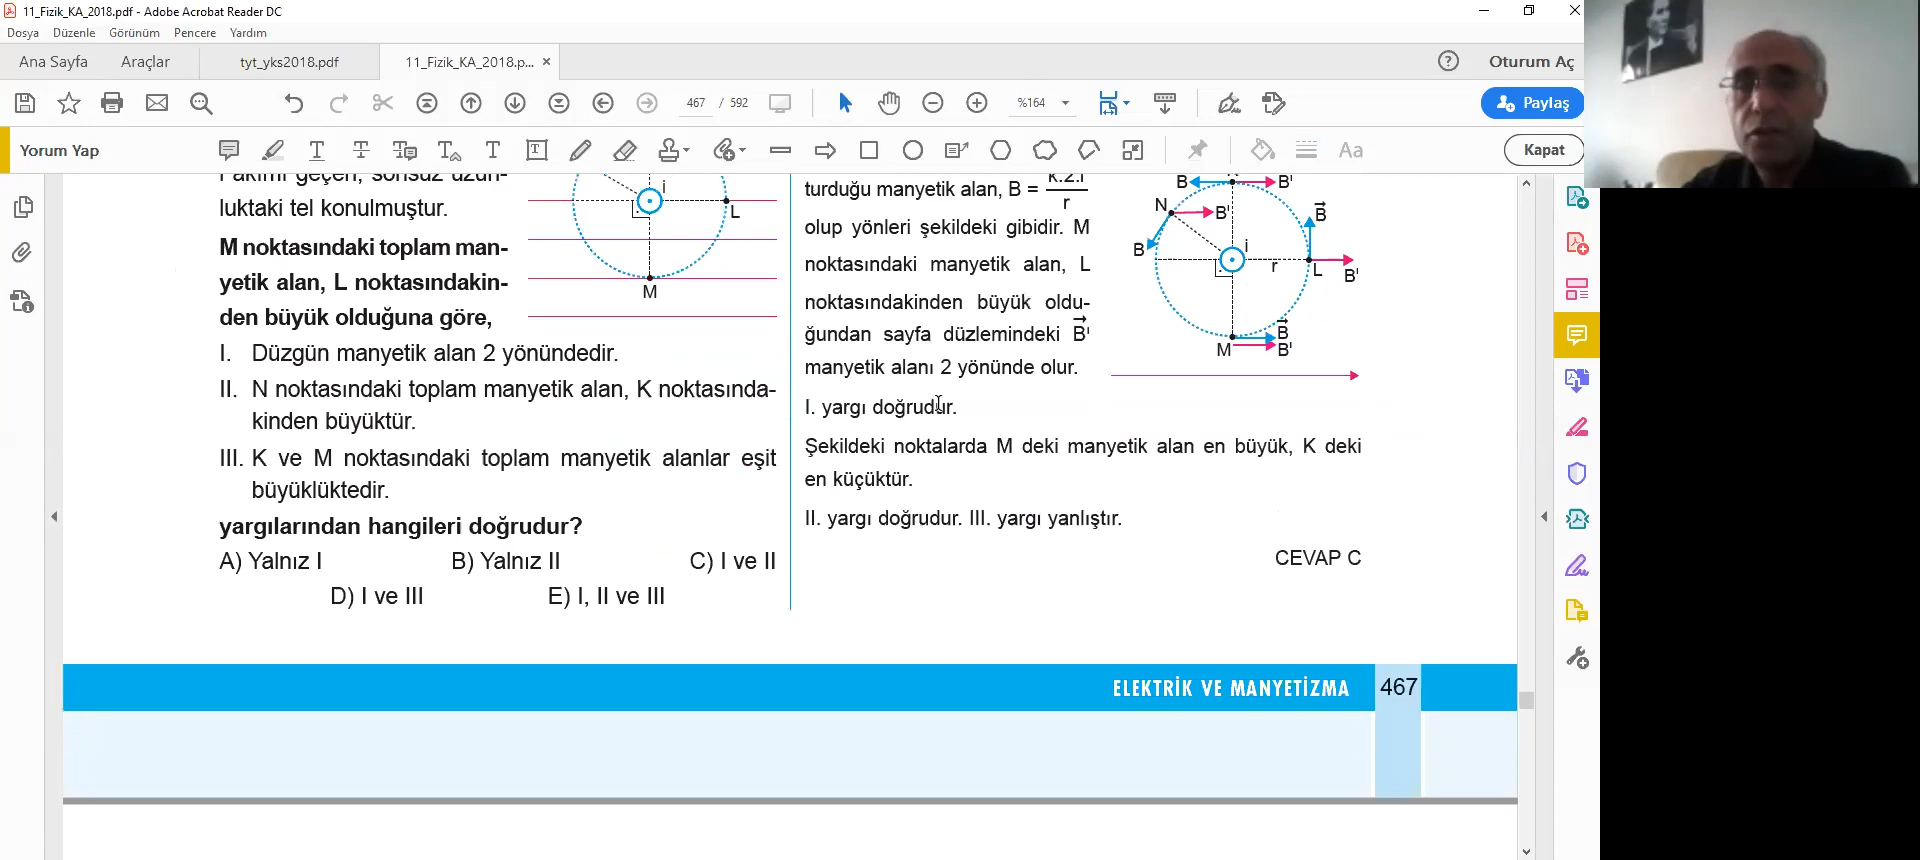 11_Fizik_KA_2018.pdf - Adobe Acrobat Reader DC
Dosya Düzenle Görünüm Pencere Yardım
Ana Sayfa Araçlar tyt_yks2018.pdf 11_Fizik_KA_2018.p... × Oturum Aç
467 / 592 %164 Paylaş
Yorum Yap Kapat
I akımı geçen, sonsuz uzun-
luktaki tel konulmuştur.
M noktasındaki toplam man-
yetik alan, L noktasındakin-
den büyük olduğuna göre,
i
L
M
I. Düzgün manyetik alan 2 yönündedir.
II. N noktasındaki toplam manyetik alan, K noktasında-
kinden büyüktür.
III. K ve M noktasındaki toplam manyetik alanlar eşit
büyüklüktedir.
yargılarından hangileri doğrudur?
A) Yalnız I B) Yalnız II C) I ve II
D) I ve III E) I, II ve III
turduğu manyetik alan, B = K.2.i / r
olup yönleri şekildeki gibidir. M
noktasındaki manyetik alan, L
noktasındakinden büyük oldu-
ğundan sayfa düzlemindeki B'
manyetik alanı 2 yönünde olur.
B B'
N B' B
B i
r L B'
M B
B'
I. yargı doğrudur.
Şekildeki noktalarda M deki manyetik alan en büyük, K deki
en küçüktür.
II. yargı doğrudur. III. yargı yanlıştır.
CEVAP C
ELEKTRİK VE MANYETİZMA 467